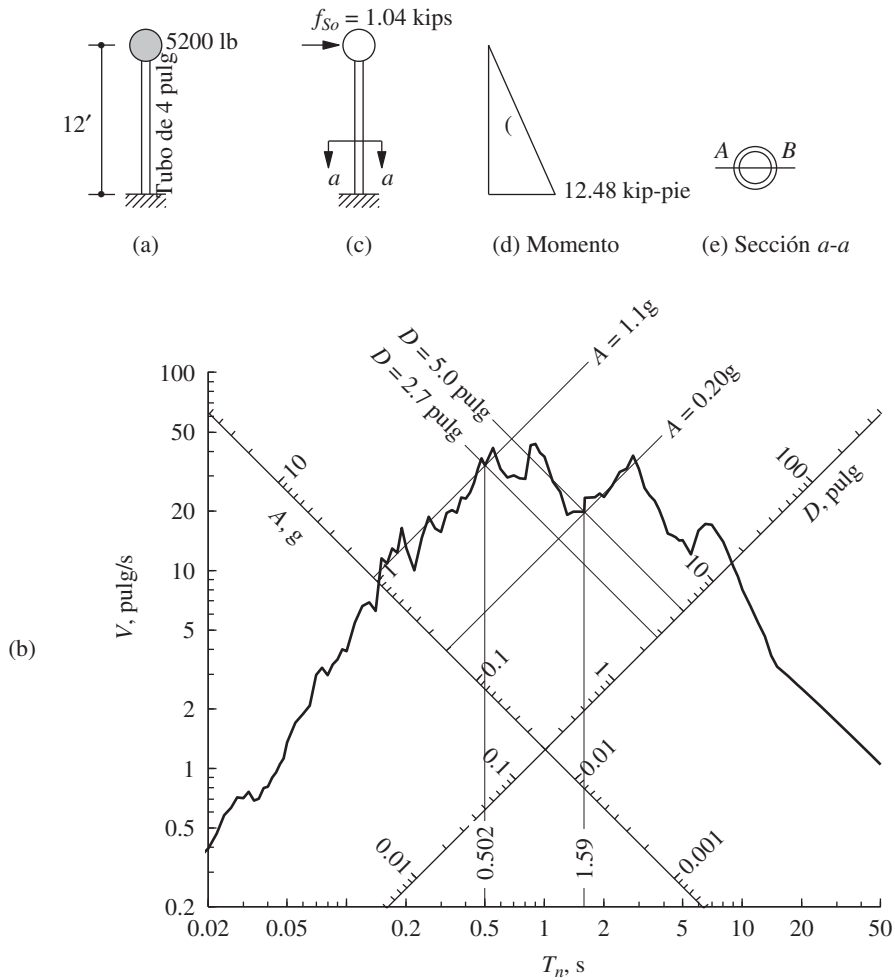 5200 lb
12′
Tubo de 4 pulg
(a)
f_So = 1.04 kips
a a
(c)
(
12.48 kip-pie
(d) Momento
A B
(e) Sección a-a
(b)
V, pulg/s
100
50
20
10
5
2
1
0.5
0.2
0.02 0.05 0.1 0.2 0.5 1 2 5 10 20 50
T_n, s
A, g
10
1
0.1
0.01
0.001
D, pulg
100
10
1
0.1
0.01
D = 5.0 pulg
D = 2.7 pulg
A = 1.1g
A = 0.20g
0.502
1.59